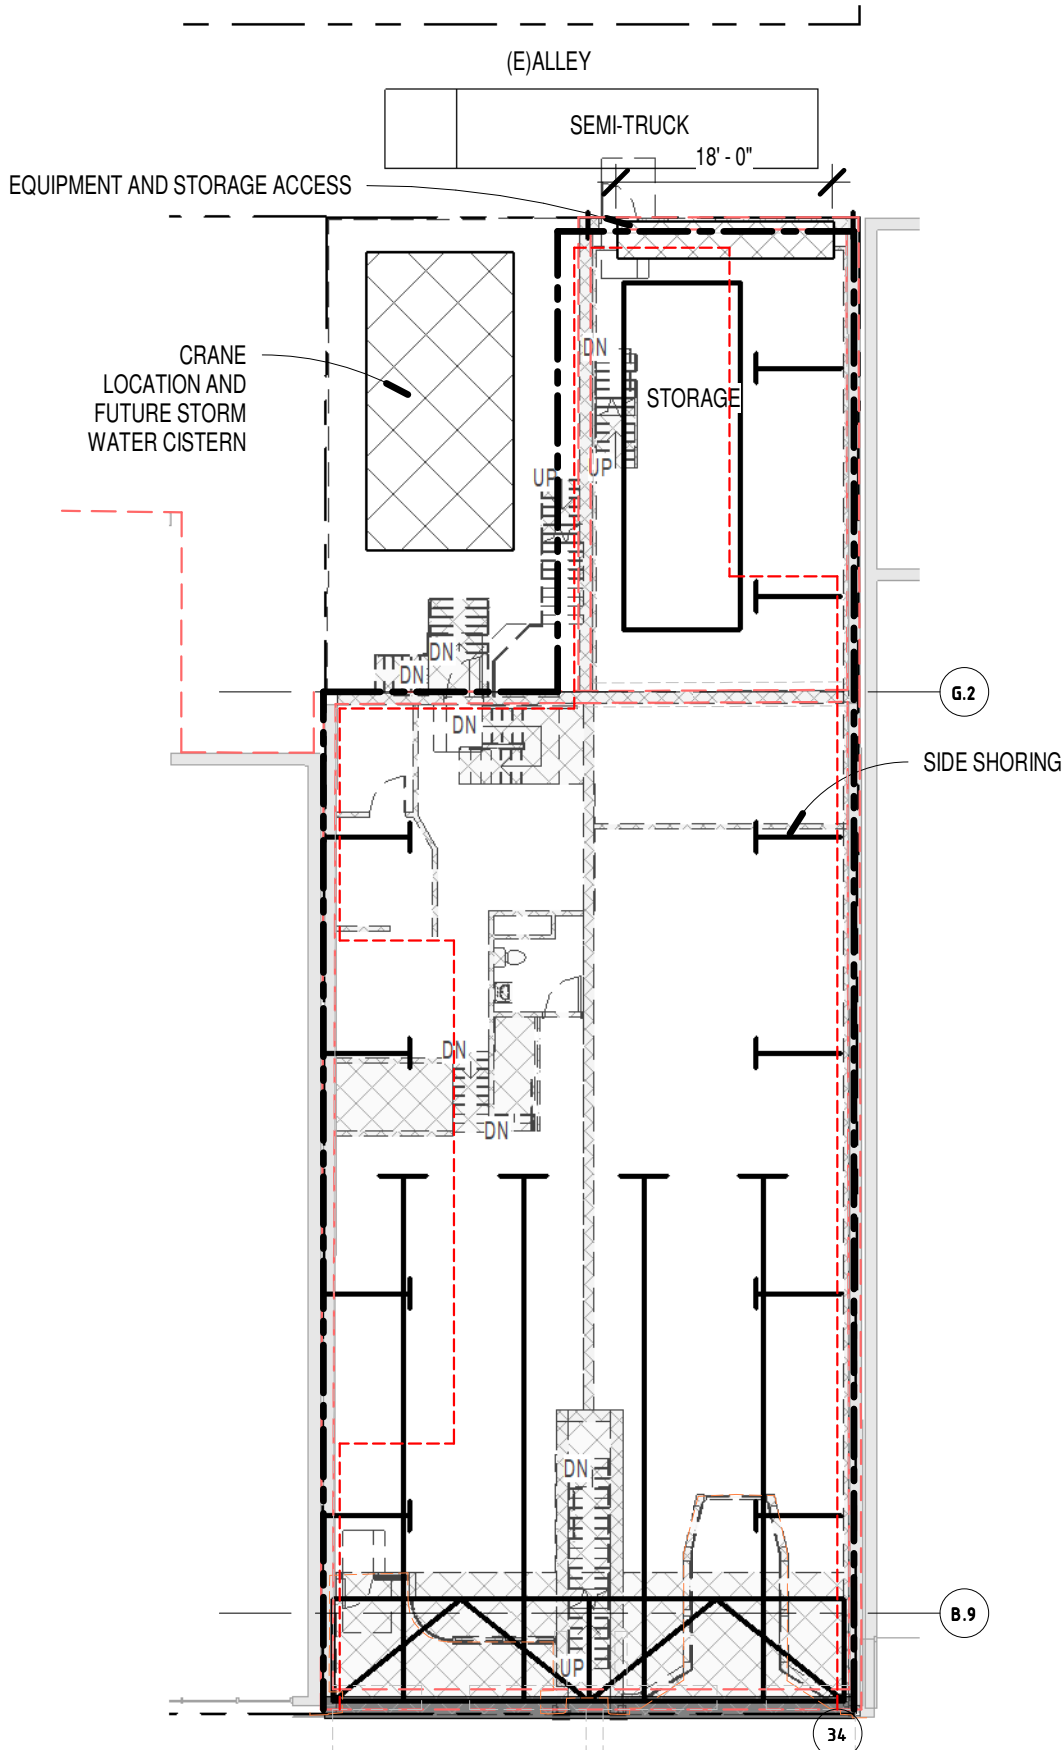 (E)ALLEY
SEMI-TRUCK
18' - 0"
EQUIPMENT AND STORAGE ACCESS
CRANE
LOCATION AND
FUTURE STORM
WATER CISTERN
DN
STORAGE
UP
UP
DN
DN
G.2
DN
SIDE SHORING
DN
DN
DN
B.9
UP
34